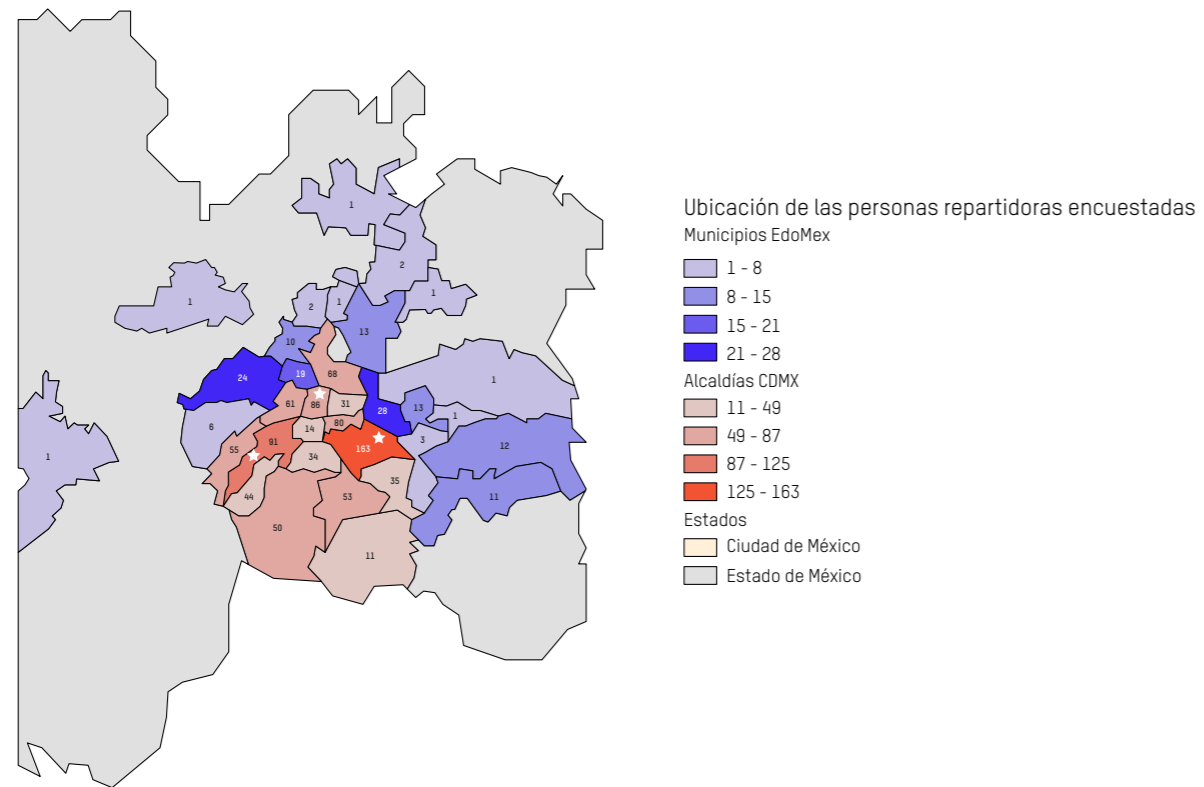 1
2
1
1
2
1
13
10
24
19
68
1
61
86
31
28
13
1
6
14
80
3
12
55
91
163
34
35
44
53
11
1
50
11
Ubicación de las personas repartidoras encuestadas
Municipios EdoMex
1 - 8
8 - 15
15 - 21
21 - 28
Alcaldías CDMX
11 - 49
49 - 87
87 - 125
125 - 163
Estados
Ciudad de México
Estado de México